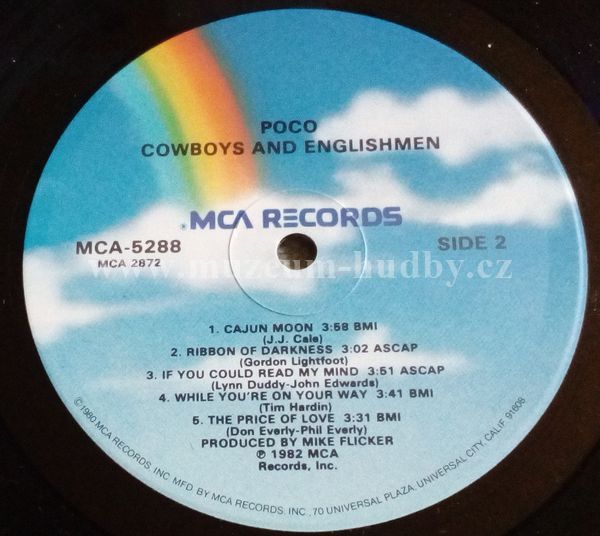 POCO
COWBOYS AND ENGLISHMEN
®MCA RECORDS
MCA-5288
MCA 2872
SIDE 2
www.muzeum-hudby.cz
1. CAJUN MOON 3:58 BMI
(J.J. Cale)
2. RIBBON OF DARKNESS 3:02 ASCAP
(Gordon Lightfoot)
3. IF YOU COULD READ MY MIND 3:51 ASCAP
(Lynn Duddy-John Edwards)
4. WHILE YOU'RE ON YOUR WAY 3:41 BMI
(Tim Hardin)
5. THE PRICE OF LOVE 3:31 BMI
(Don Everly-Phil Everly)
PRODUCED BY MIKE FLICKER
℗ 1982 MCA
Records, Inc.
©1980 MCA RECORDS, INC. MFD. BY MCA RECORDS, INC., 70 UNIVERSAL PLAZA, UNIVERSAL CITY, CALIF. 91608